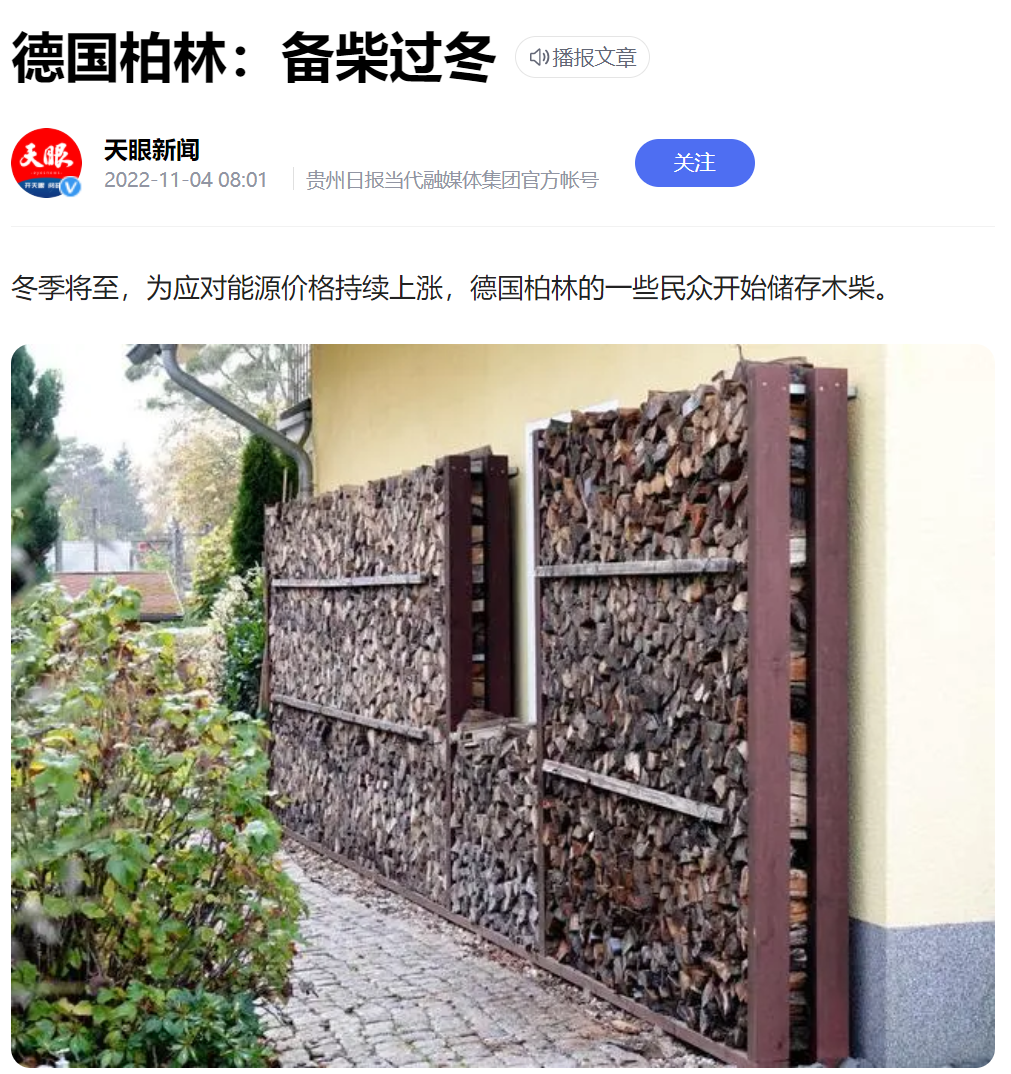 德国柏林：备柴过冬
播报文章
天眼
天眼新闻
2022-11-04 08:01
贵州日报当代融媒体集团官方帐号
关注
冬季将至，为应对能源价格持续上涨，德国柏林的一些民众开始储存木柴。